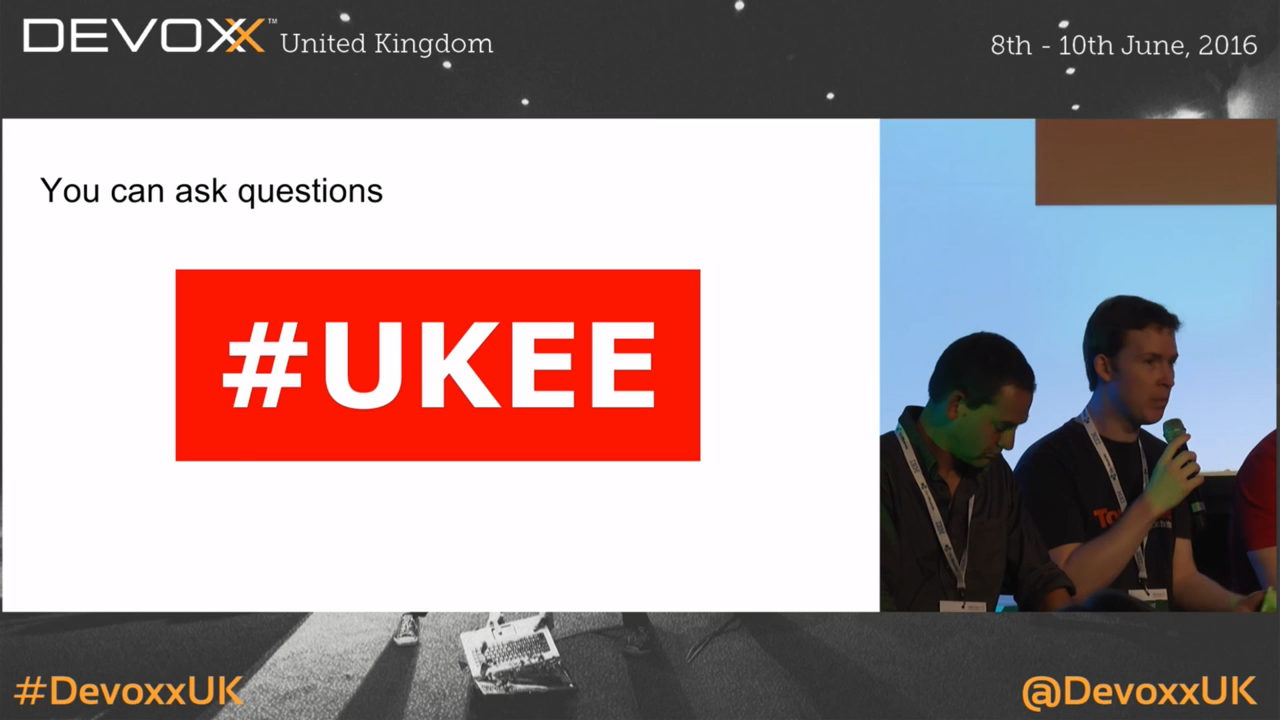 DEVOXX™ United Kingdom
8th - 10th June, 2016
You can ask questions
#UKEE
#DevoxxUK
@DevoxxUK